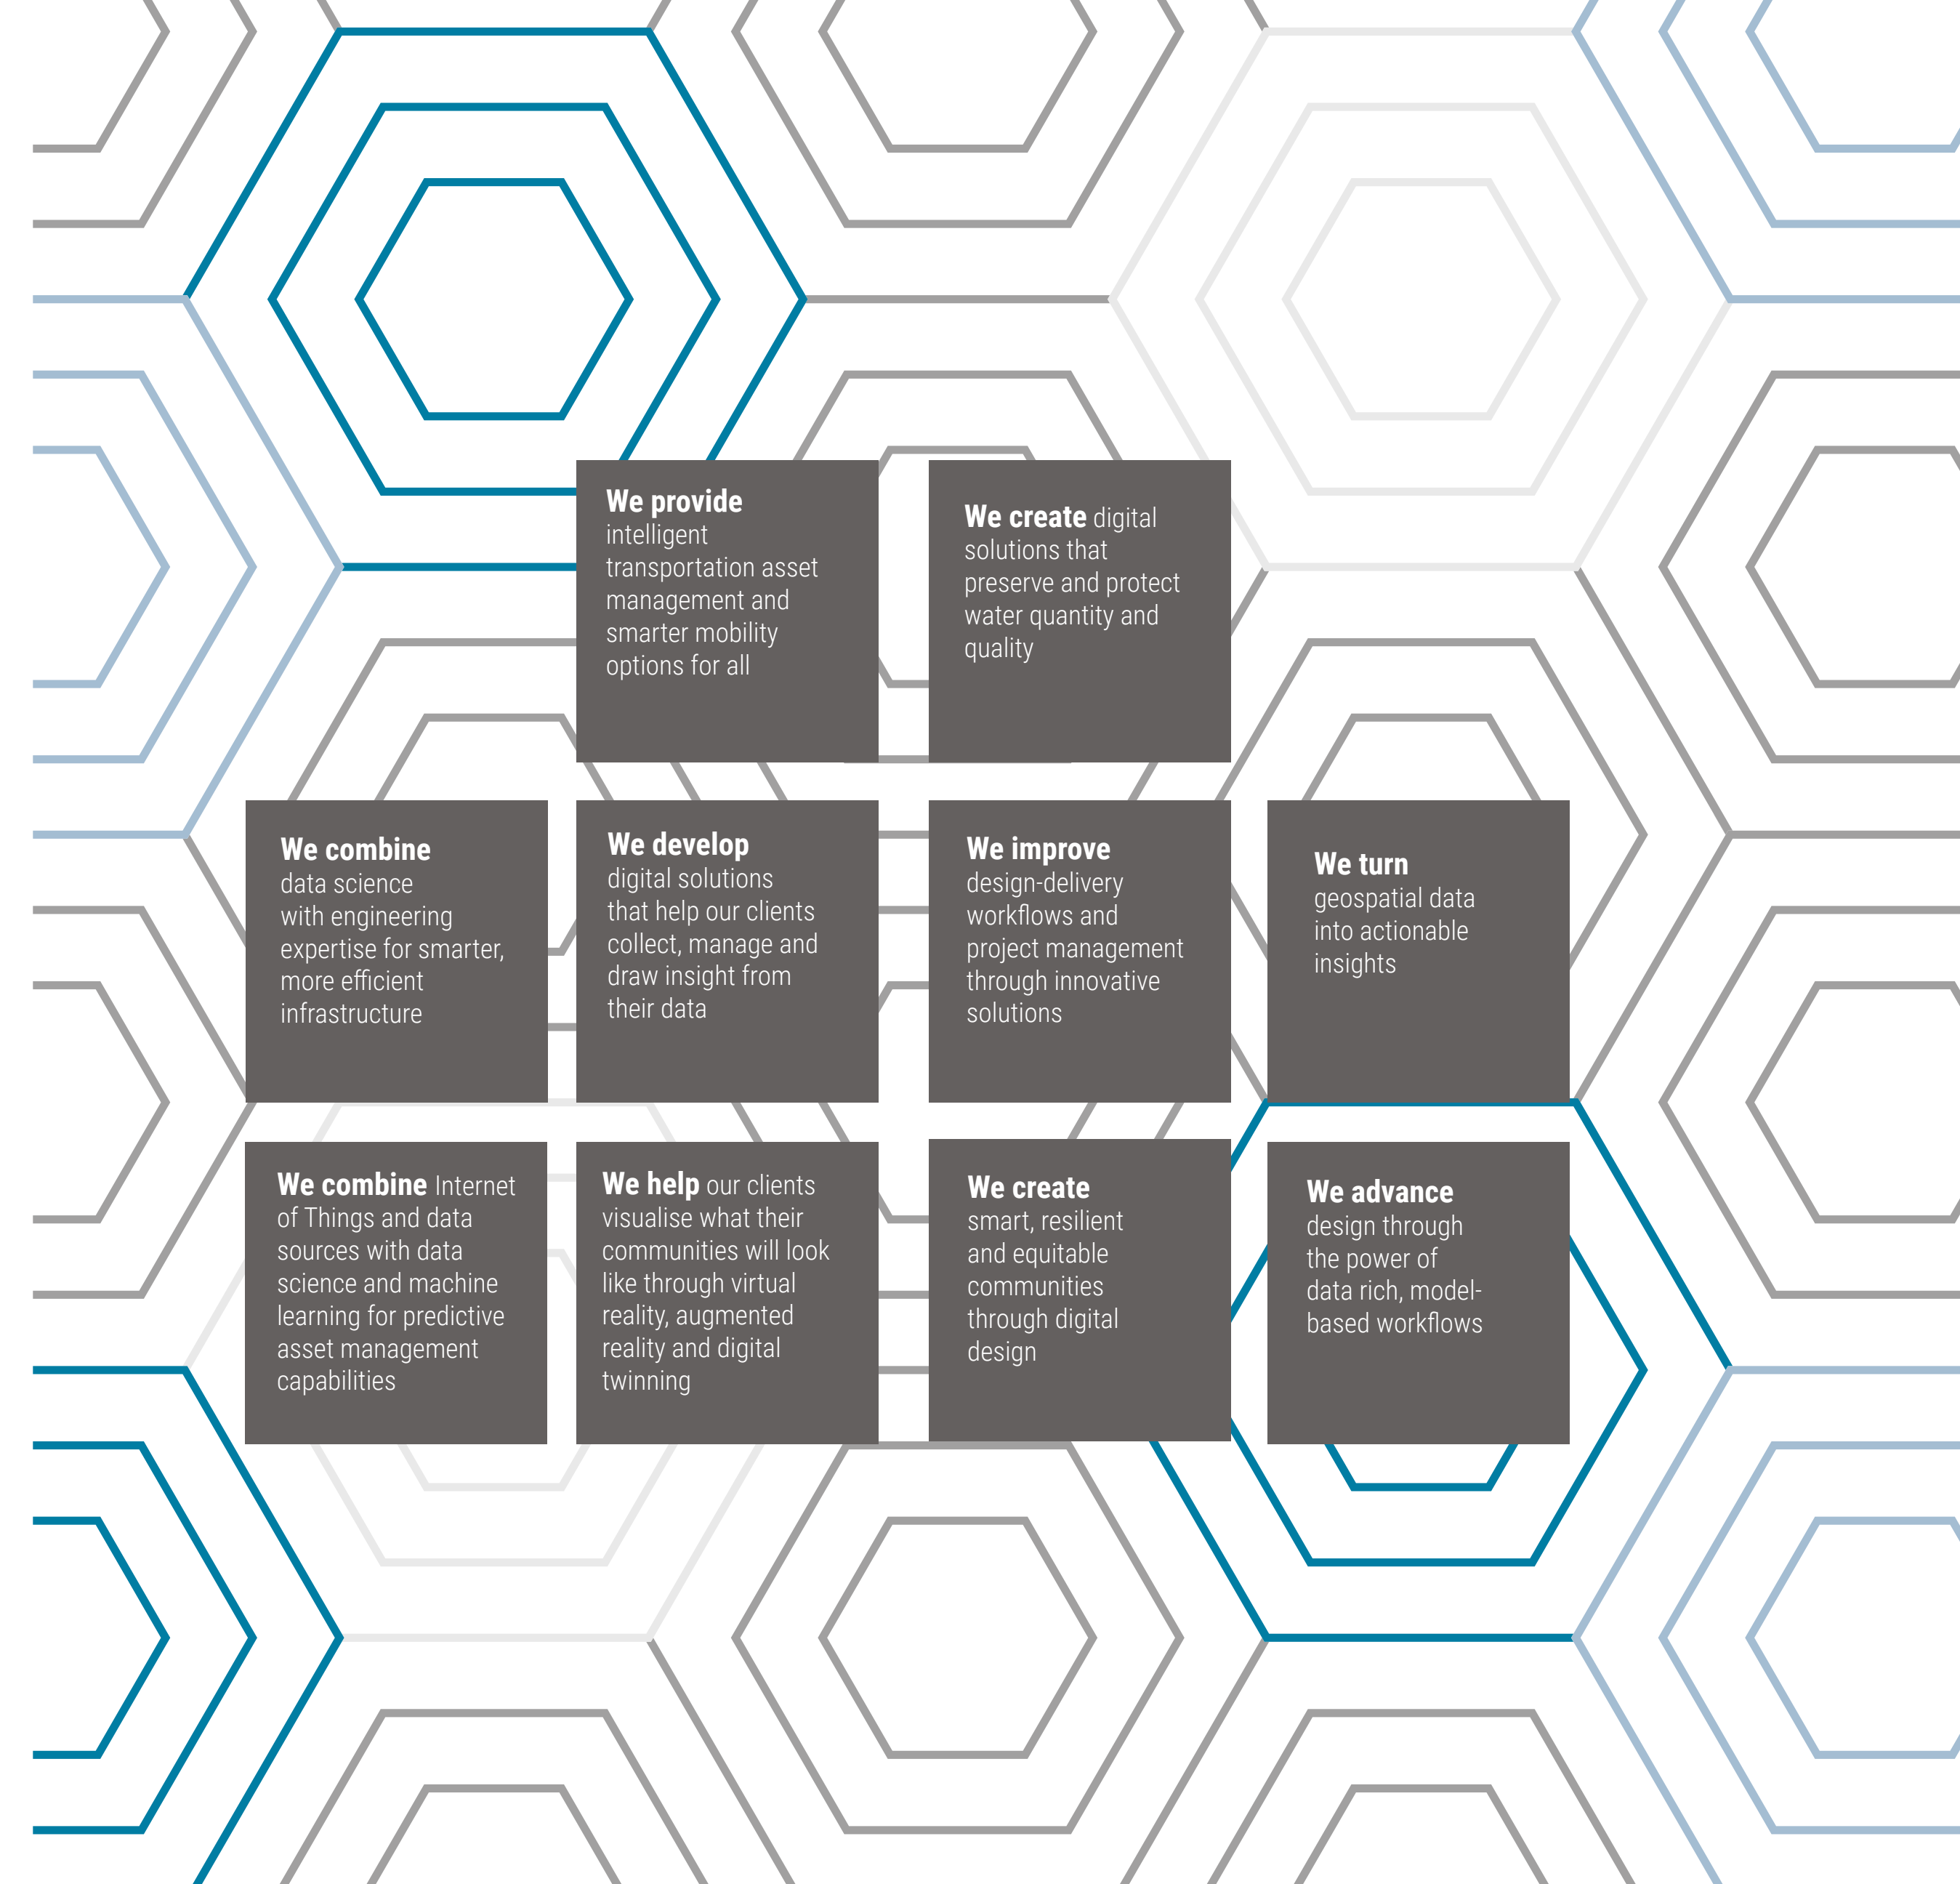 We provide
intelligent
transportation asset
management and
smarter mobility
options for all
We create digital
solutions that
preserve and protect
water quantity and
quality
We combine
data science
with engineering
expertise for smarter,
more efficient
infrastructure
We develop
digital solutions
that help our clients
collect, manage and
draw insight from
their data
We improve
design-delivery
workflows and
project management
through innovative
solutions
We turn
geospatial data
into actionable
insights
We combine Internet
of Things and data
sources with data
science and machine
learning for predictive
asset management
capabilities
We help our clients
visualise what their
communities will look
like through virtual
reality, augmented
reality and digital
twinning
We create
smart, resilient
and equitable
communities
through digital
design
We advance
design through
the power of
data rich, model-
based workflows